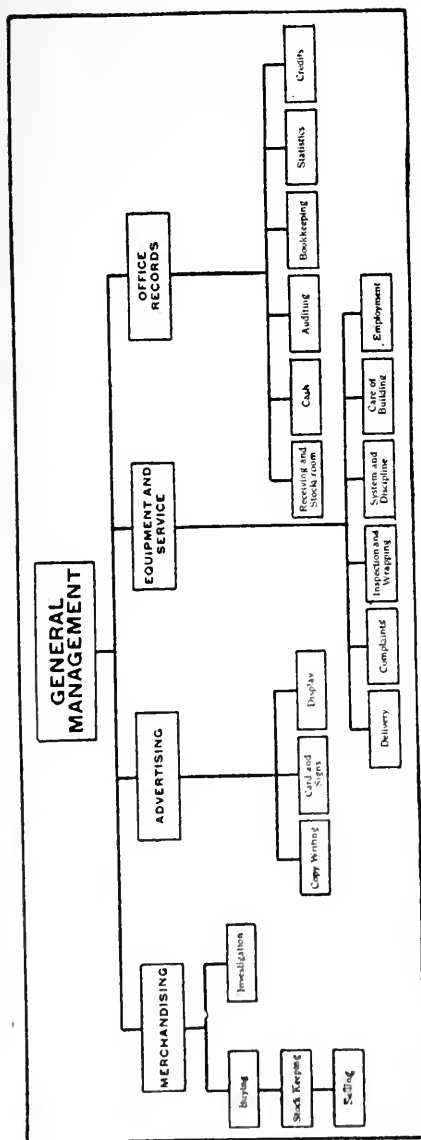 GENERAL
MANAGEMENT
MERCHANDISING
ADVERTISING
EQUIPMENT AND
SERVICE
OFFICE
RECORDS
Buying
Investigation
Stock Keeping
Selling
Copy Writing
Card and
Signs
Display
Delivery
Complaints
Inspection and
Wrapping
System and
Discipline
Care of
Building
Employment
Receiving and
Stock-room
Cash
Auditing
Bookkeeping
Statistics
Credits